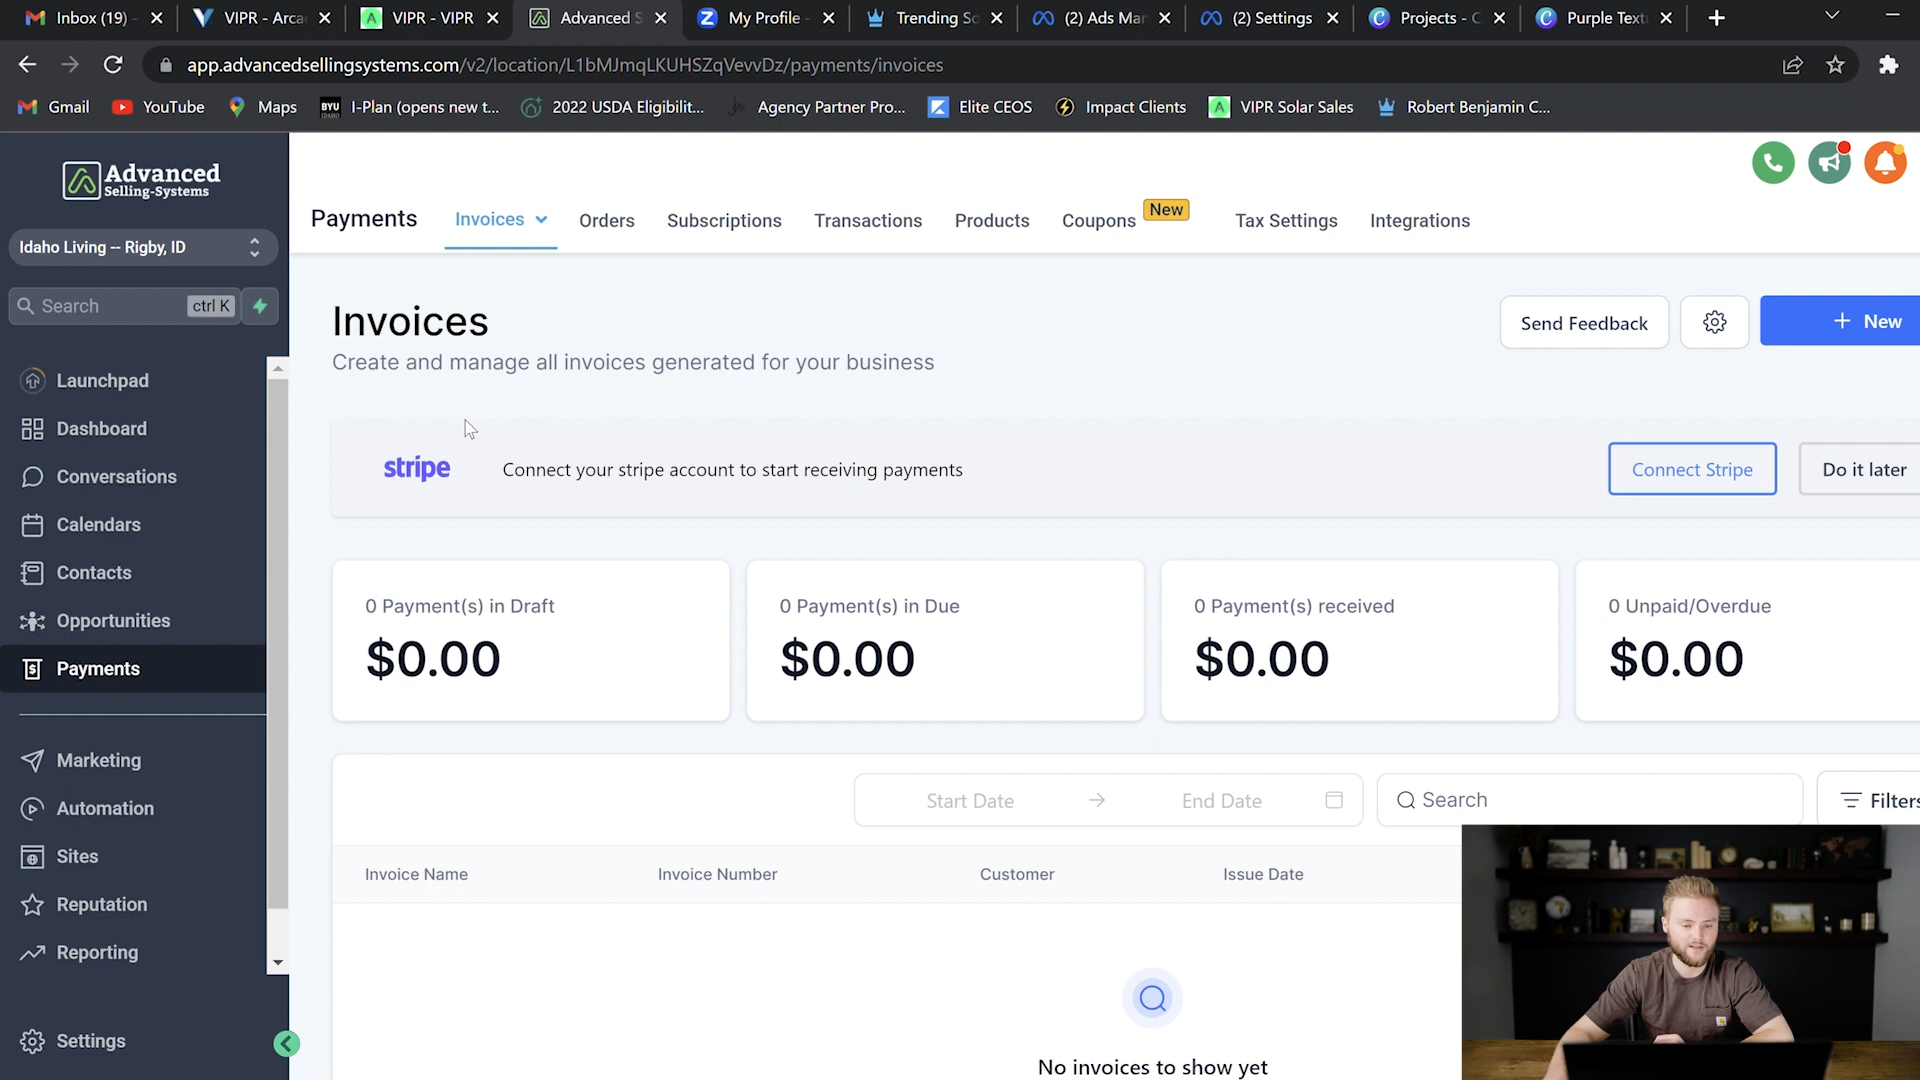 Inbox (19) -
VIPR - Arca
VIPR - VIPR
Advanced S
My Profile -
Trending So
(2) Ads Mar
(2) Settings
Projects - C
Purple Text
app.advancedsellingsystems.com/v2/location/L1bMJmqLKUHSZqVevvDz/payments/invoices
Gmail
YouTube
Maps
BYU
IDAHO
I-Plan (opens new t...
2022 USDA Eligibilit...
Agency Partner Pro...
Elite CEOS
Impact Clients
VIPR Solar Sales
Robert Benjamin C...
Advanced
Selling-Systems
Idaho Living -- Rigby, ID
Search
ctrl K
Launchpad
Dashboard
Conversations
Calendars
Contacts
Opportunities
Payments
Marketing
Automation
Sites
Reputation
Reporting
Settings
Payments
Invoices
Orders
Subscriptions
Transactions
Products
Coupons
New
Tax Settings
Integrations
Invoices
Create and manage all invoices generated for your business
Send Feedback
+ New
stripe
Connect your stripe account to start receiving payments
Connect Stripe
Do it later
0 Payment(s) in Draft
$0.00
0 Payment(s) in Due
$0.00
0 Payment(s) received
$0.00
0 Unpaid/Overdue
$0.00
Start Date
End Date
Search
Filters
Invoice Name
Invoice Number
Customer
Issue Date
No invoices to show yet